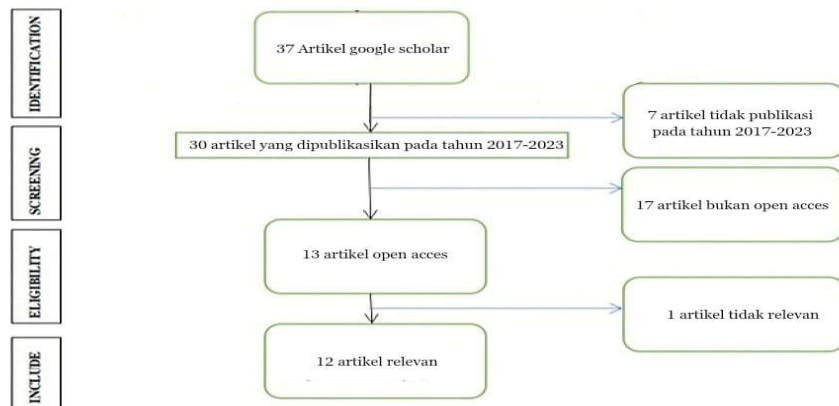 IDENTIFICATION
37 Artikel google scholar
7 artikel tidak publikasi
pada tahun 2017-2023
30 artikel yang dipublikasikan pada tahun 2017-2023
SCREENING
17 artikel bukan open acces
13 artikel open acces
ELIGIBILITY
1 artikel tidak relevan
12 artikel relevan
INCLUDE